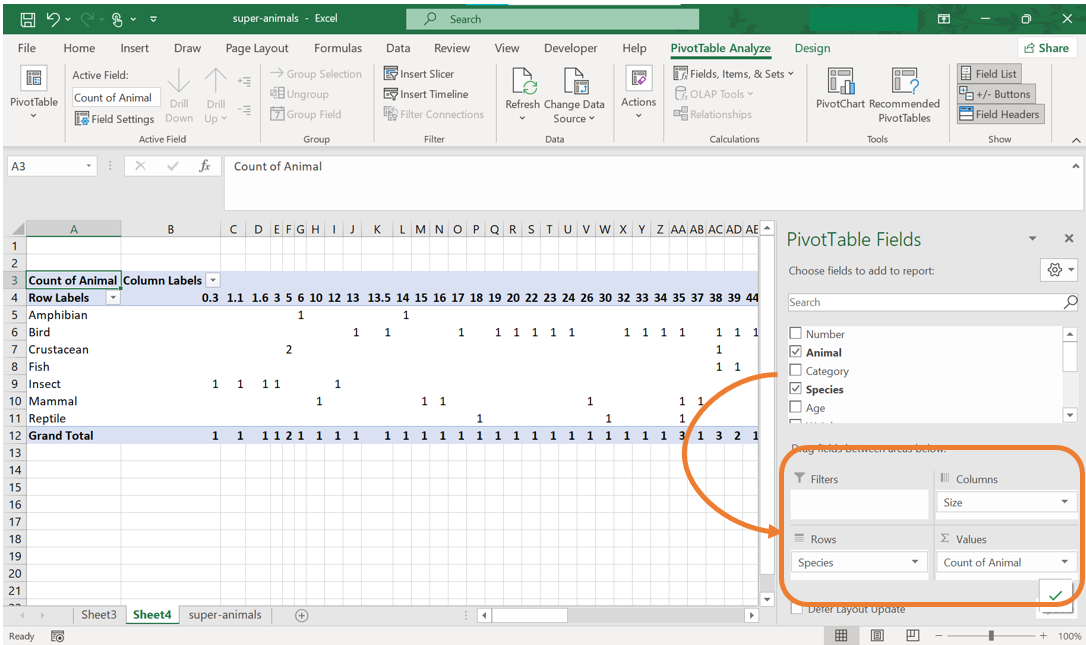 super-animals - Excel
Search
File Home Insert Draw Page Layout Formulas Data Review View Developer Help PivotTable Analyze Design Share
PivotTable
Active Field:
Count of Animal
Field Settings
Drill Down
Drill Up
Active Field
Group Selection
Ungroup
Group Field
Group
Insert Slicer
Insert Timeline
Filter Connections
Filter
Refresh
Change Data Source
Data
Actions
Fields, Items, & Sets
OLAP Tools
Relationships
Calculations
PivotChart
Recommended PivotTables
Tools
Field List
+/- Buttons
Field Headers
Show
A3 fx Count of Animal
A B C D E F G H I J K L M N O P Q R S T U V W X Y Z AA AB AC AD AE
1
2
3 Count of Animal Column Labels
4 Row Labels 0.3 1.1 1.6 3 5 6 10 12 13 13.5 14 15 16 17 18 19 20 22 23 24 26 30 32 33 34 35 37 38 39 44
5 Amphibian 1 1
6 Bird 1 1 1 1 1 1 1 1 1 1 1 1 1 1 1
7 Crustacean 2 1
8 Fish 1 1
9 Insect 1 1 1 1 1
10 Mammal 1 1 1 1 1 1
11 Reptile 1 1 1
12 Grand Total 1 1 1 1 2 1 1 1 1 1 1 1 1 1 1 1 1 1 1 1 1 1 1 1 1 3 1 3 2 1
13
14
15
16
17
18
19
20
21
PivotTable Fields
Choose fields to add to report:
Search
Number
Animal
Category
Species
Age
Drag fields between areas below:
Filters
Columns
Size
Rows
Species
Values
Count of Animal
Defer Layout Update
Sheet3 Sheet4 super-animals
Ready
100%